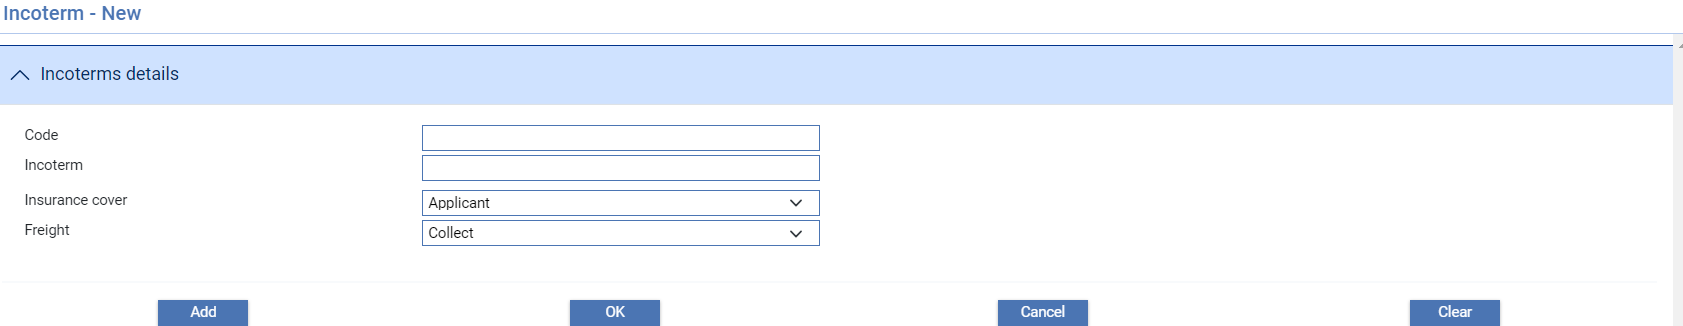 Incoterm - New
Incoterms details
Code
Incoterm
Insurance cover Applicant
Freight Collect
Add OK Cancel Clear